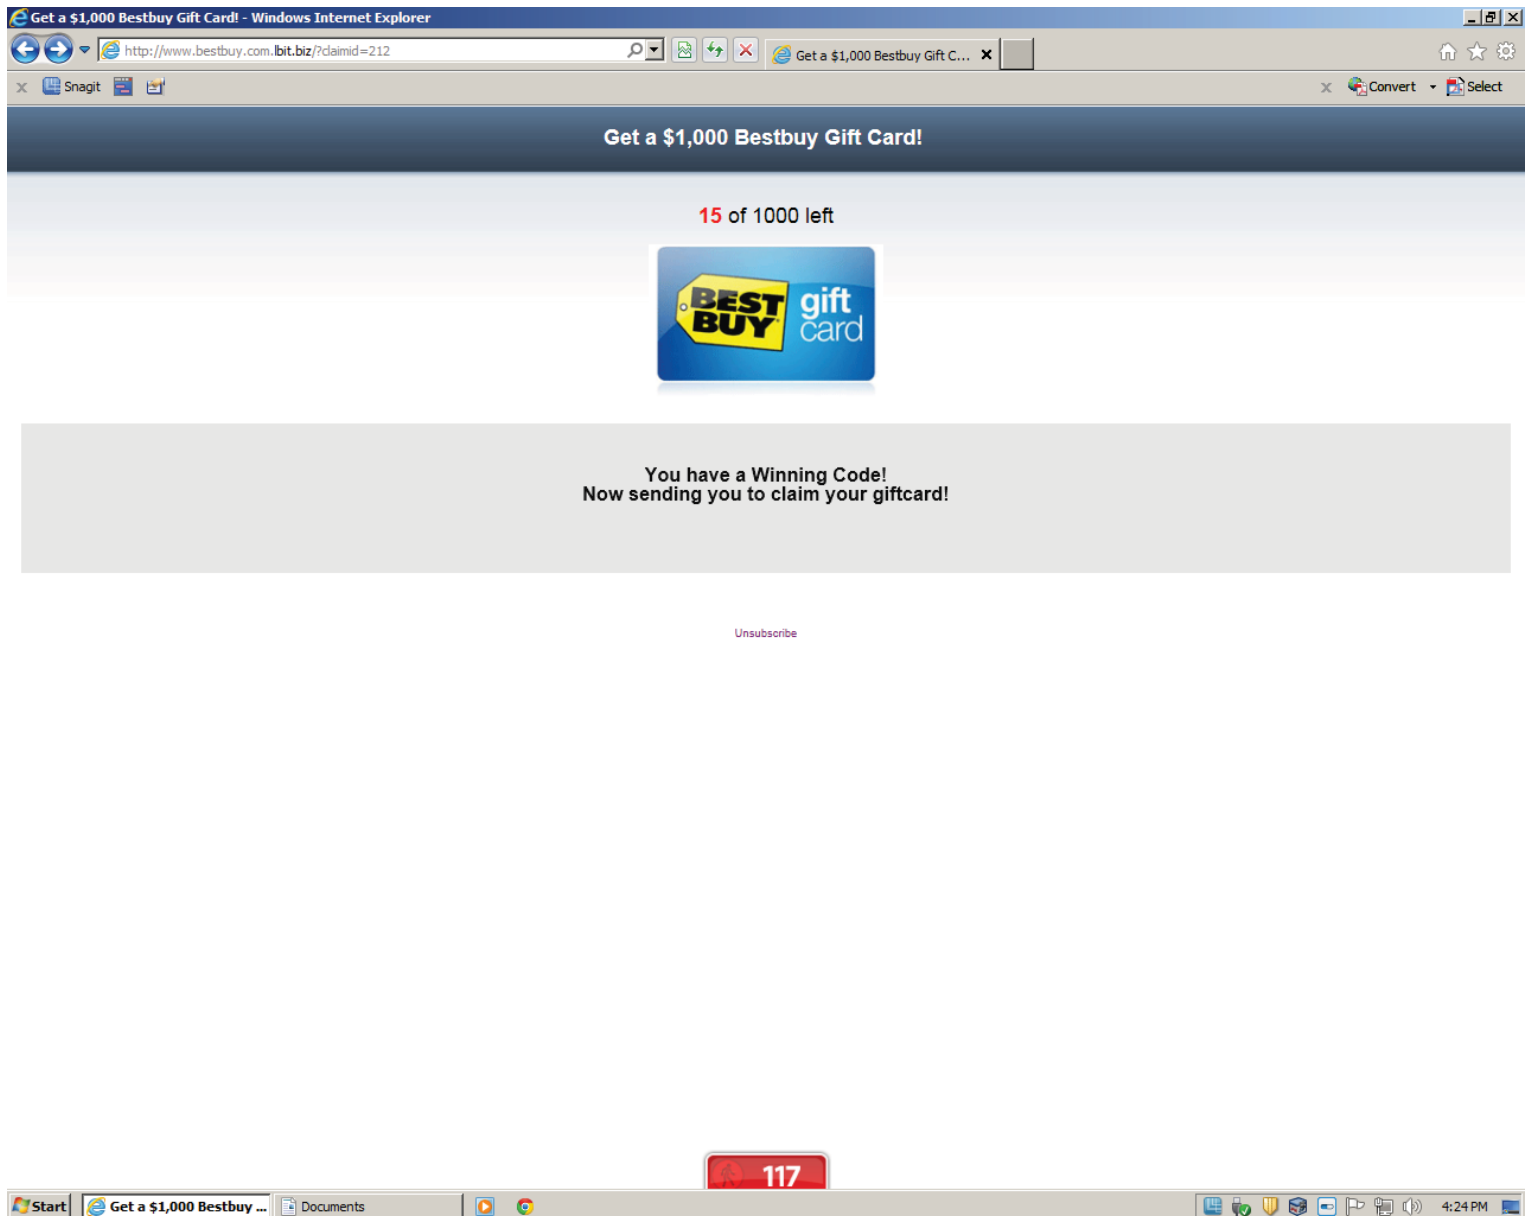 Get a $1,000 Bestbuy Gift Card! - Windows Internet Explorer
http://www.bestbuy.com.lbit.biz/?claimid=212
Get a $1,000 Bestbuy Gift C...
Snagit
Convert
Select
Get a $1,000 Bestbuy Gift Card!
15 of 1000 left
BEST BUY
gift card
You have a Winning Code!
Now sending you to claim your giftcard!
Unsubscribe
117
Start
Get a $1,000 Bestbuy ...
Documents
4:24 PM